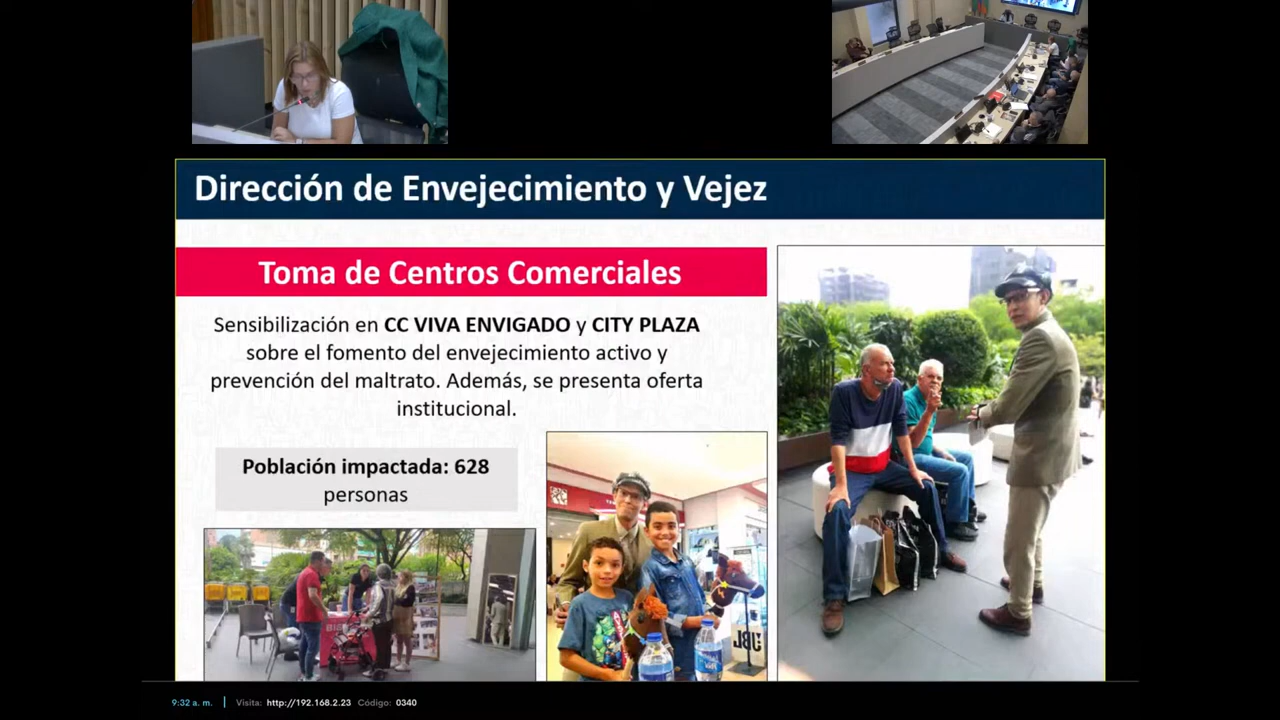 Dirección de Envejecimiento y Vejez
Toma de Centros Comerciales
Sensibilización en CC VIVA ENVIGADO y CITY PLAZA
sobre el fomento del envejecimiento activo y
prevención del maltrato. Además, se presenta oferta
institucional.
Población impactada: 628
personas
JBL
9:32 a. m. | Visita: http://192.168.2.23 Código: 0340